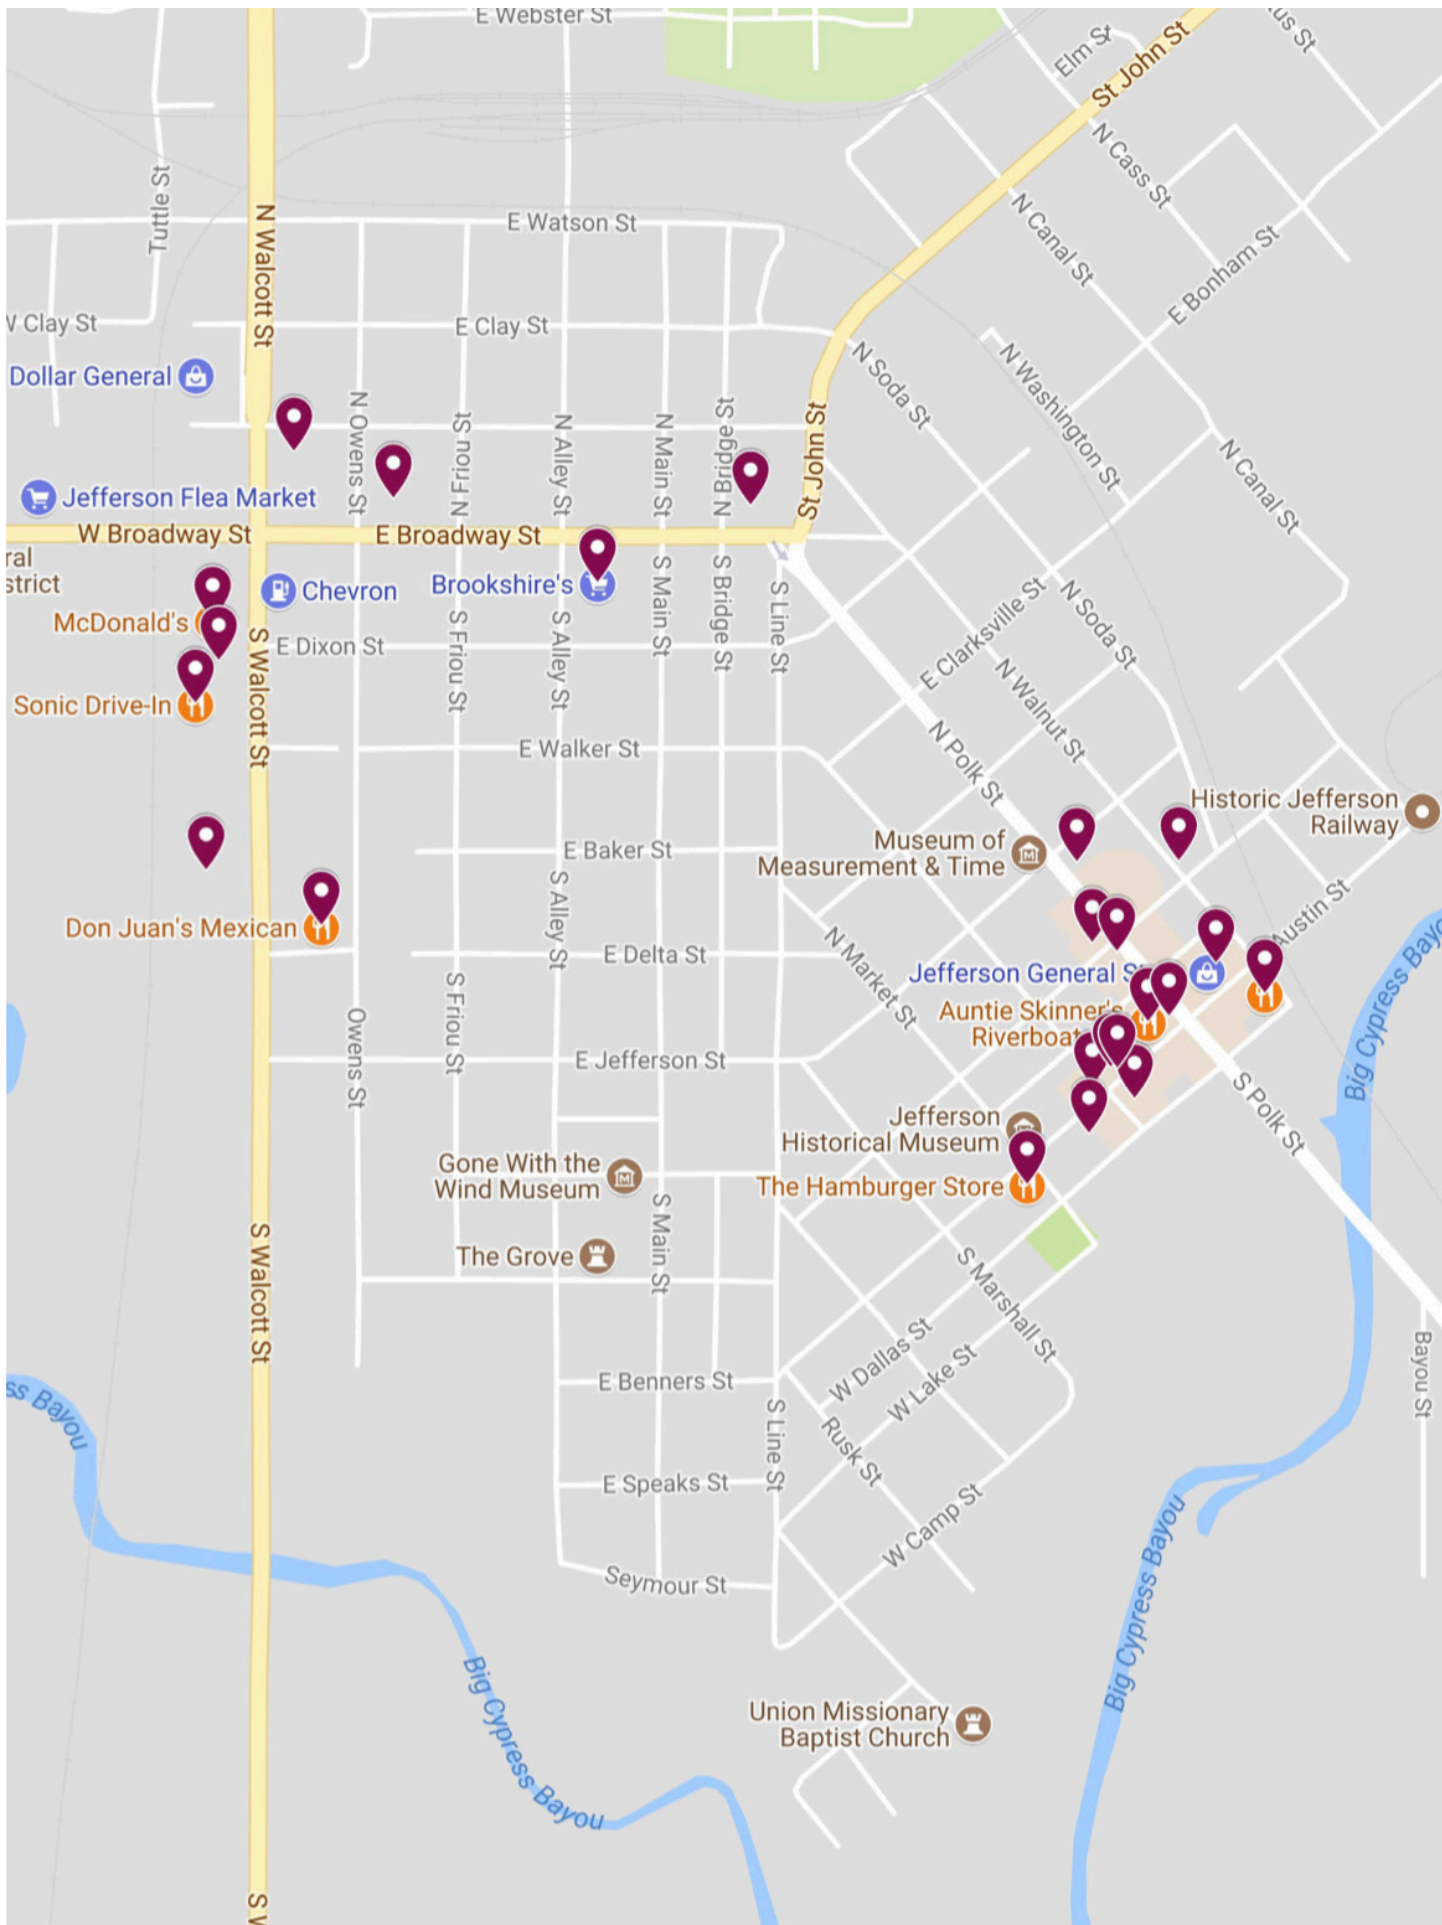 E Webster St
Elm St
St John St
N Cass St
Tuttle St
N Walcott St
E Watson St
N Canal St
E Bonham St
W Clay St
E Clay St
N Soda St
N Washington St
Dollar General
N Owens St
N Friou St
N Alley St
N Main St
N Bridge St
St John St
N Canal St
Jefferson Flea Market
W Broadway St
E Broadway St
Chevron
Brookshire's
McDonald's
E Dixon St
S Walcott St
S Friou St
S Alley St
S Main St
S Bridge St
S Line St
E Clarksville St
N Soda St
Sonic Drive-In
E Walker St
N Polk St
N Walnut St
Historic Jefferson
Railway
Museum of
Measurement & Time
E Baker St
S Alley St
Austin St
Don Juan's Mexican
E Delta St
N Market St
Jefferson General
Auntie Skinner's
Riverboat
Big Cypress Bayou
S Friou St
Owens St
E Jefferson St
S Polk St
Jefferson
Historical Museum
Gone With the
Wind Museum
The Hamburger Store
S Main St
The Grove
S Walcott St
S Marshall St
W Dallas St
W Lake St
Bayou St
E Benners St
S Line St
Rusk St
ss Bayou
E Speaks St
W Camp St
Seymour St
Big Cypress Bayou
Big Cypress Bayou
Union Missionary
Baptist Church